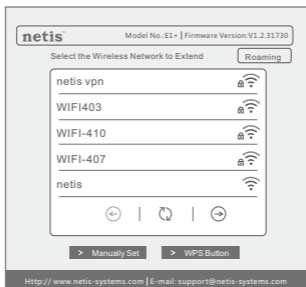 netis
Model No.:E1+ | Firmware Version:V1.2.31730
Select the Wireless Network to Extend
Roaming
netis vpn
WIFI403
WIFI-410
WIFI-407
netis
> Manually Set
> WPS Button
Http://www.netis-systems.com | E-mail: support@netis-systems.com